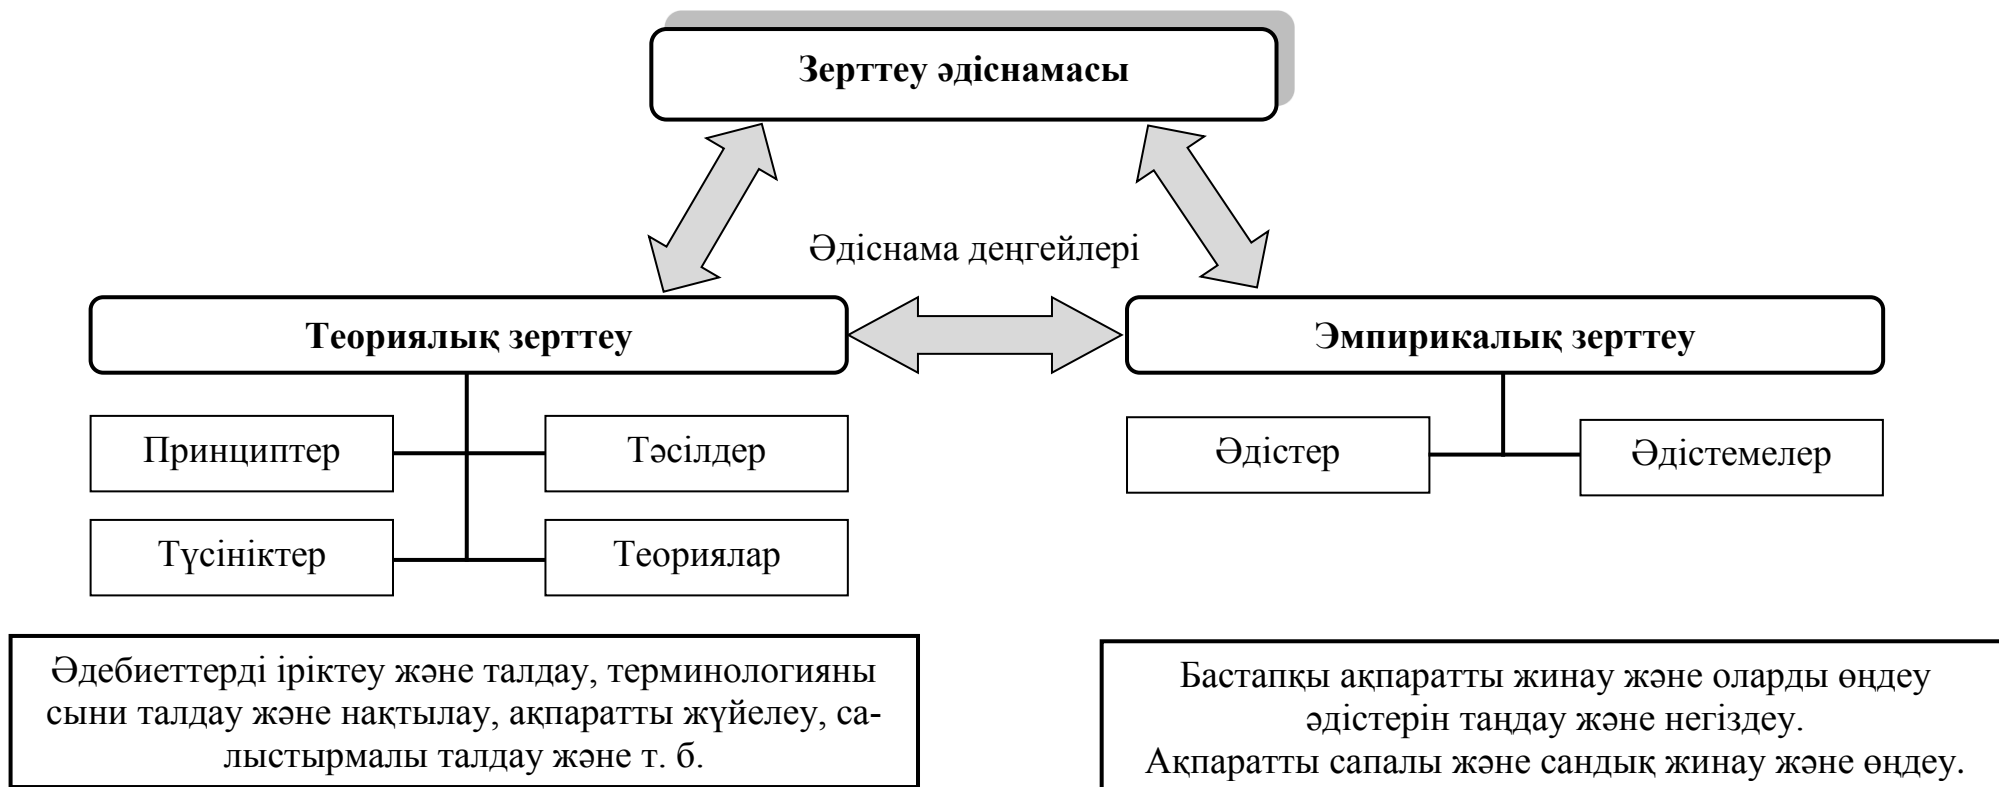 Зерттеу әдіснамасы
Әдіснама деңгейлері
Теориялық зерттеу
Эмпирикалық зерттеу
Принциптер
Тәсілдер
Әдістер
Әдістемелер
Түсініктер
Теориялар
Әдебиеттерді іріктеу және талдау, терминологияны
сыни талдау және нақтылау, ақпаратты жүйелеу, са-
лыстырмалы талдау және т. б.
Бастапқы ақпаратты жинау және оларды өңдеу
әдістерін таңдау және негіздеу.
Ақпаратты сапалы және сандық жинау және өңдеу.